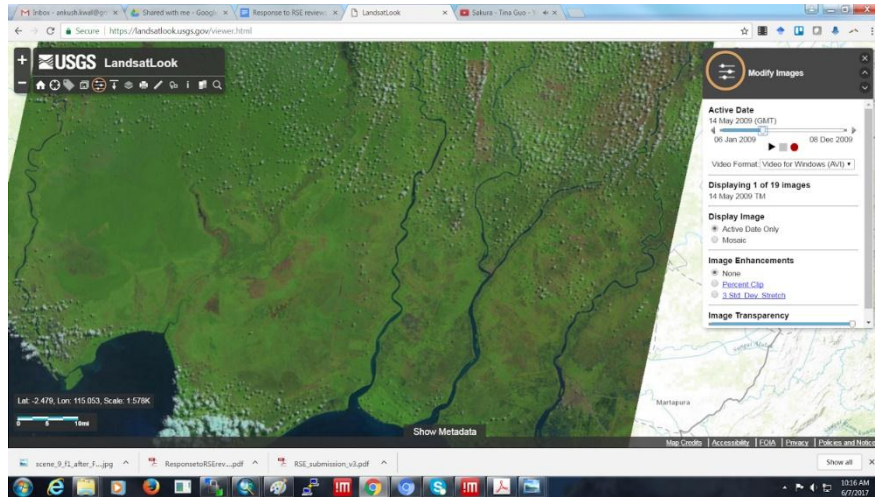 Inbox - ankush.kwal@gm
Shared with me - Google
Response to RSE review
LandsatLook
Sakura - Tina Guo - Y
Secure | https://landsatlook.usgs.gov/viewer.html
USGS LandsatLook
Modify Images
Active Date
14 May 2009 (GMT)
06 Jan 2009 08 Dec 2009
Video Format: Video for Windows (AVI)
Displaying 1 of 19 images
14 May 2009 TM
Display Image
Active Date Only
Mosaic
Image Enhancements
None
Percent Clip
3 Std. Dev. Stretch
Image Transparency
Martapura
Lat: -2.479, Lon: 115.053, Scale: 1:578K
0 5 10mi
Show Metadata
Map Credits | Accessibility | FOIA | Privacy | Policies and Notice
scene_9_f1_after_F....jpg
ResponsetoRSErev....pdf
RSE_submission_v3.pdf
Show all
10:16 AM
6/7/2017